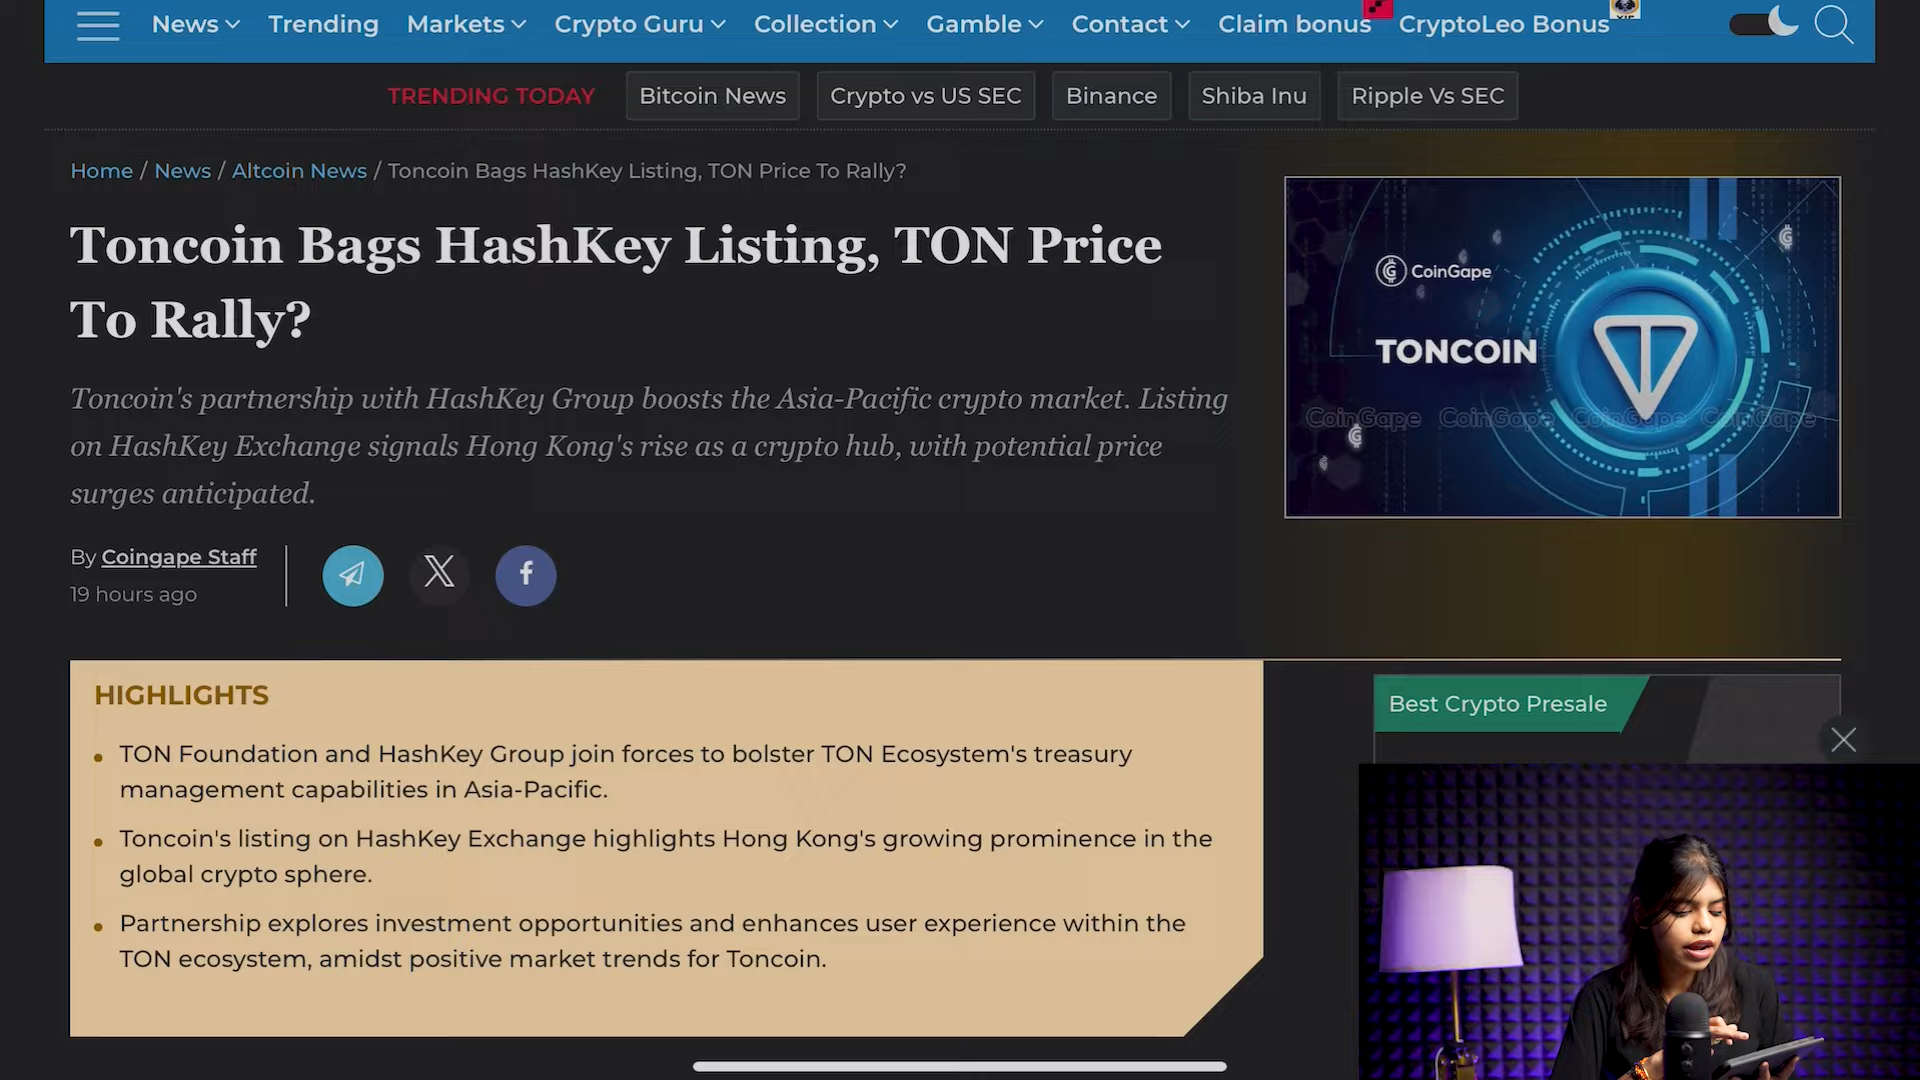 News Trending Markets Crypto Guru Collection Gamble Contact Claim bonus CryptoLeo Bonus
TRENDING TODAY Bitcoin News Crypto vs US SEC Binance Shiba Inu Ripple Vs SEC
Home / News / Altcoin News / Toncoin Bags HashKey Listing, TON Price To Rally?
Toncoin Bags HashKey Listing, TON Price
To Rally?
Toncoin's partnership with HashKey Group boosts the Asia-Pacific crypto market. Listing
on HashKey Exchange signals Hong Kong's rise as a crypto hub, with potential price
surges anticipated.
By Coingape Staff
19 hours ago
CoinGape
TONCOIN
CoinGape CoinGape CoinGape CoinGape
HIGHLIGHTS
TON Foundation and HashKey Group join forces to bolster TON Ecosystem's treasury
management capabilities in Asia-Pacific.
Toncoin's listing on HashKey Exchange highlights Hong Kong's growing prominence in the
global crypto sphere.
Partnership explores investment opportunities and enhances user experience within the
TON ecosystem, amidst positive market trends for Toncoin.
Best Crypto Presale